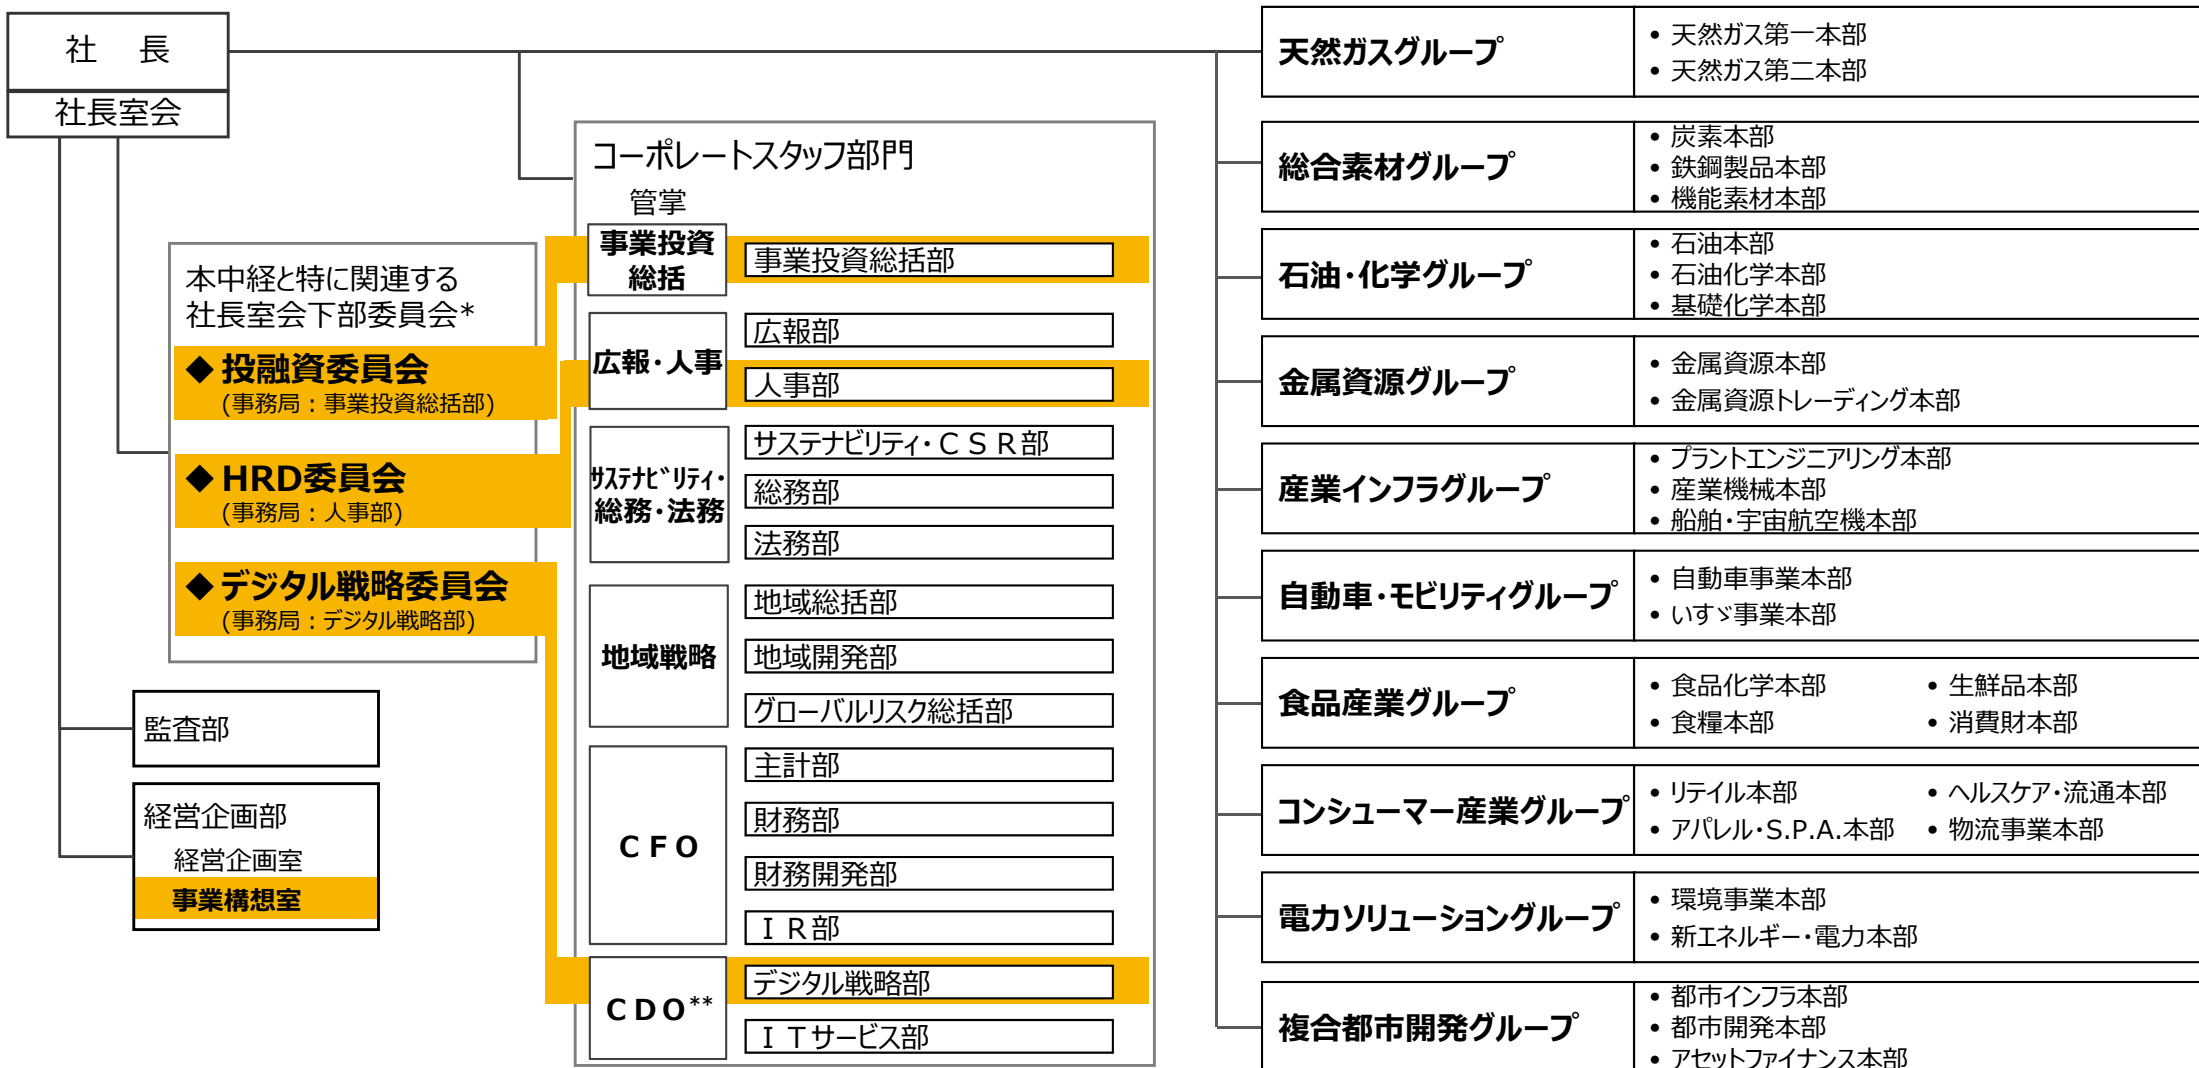 社　長
社長室会
本中経と特に関連する
社長室会下部委員会*
◆ 投融資委員会
(事務局：事業投資総括部)
◆ HRD委員会
(事務局：人事部)
◆ デジタル戦略委員会
(事務局：デジタル戦略部)
監査部
経営企画部
経営企画室
事業構想室
コーポレートスタッフ部門
管掌
事業投資
総括
事業投資総括部
広報・人事
広報部
人事部
ｻｽﾃﾅﾋﾞﾘﾃｨ・
総務・法務
サステナビリティ・ＣＳＲ部
総務部
法務部
地域戦略
地域総括部
地域開発部
グローバルリスク総括部
ＣＦＯ
主計部
財務部
財務開発部
ＩＲ部
ＣＤＯ**
デジタル戦略部
ＩＴサービス部
天然ガスグループ
• 天然ガス第一本部
• 天然ガス第二本部
総合素材グループ
• 炭素本部
• 鉄鋼製品本部
• 機能素材本部
石油・化学グループ
• 石油本部
• 石油化学本部
• 基礎化学本部
金属資源グループ
• 金属資源本部
• 金属資源トレーディング本部
産業インフラグループ
• プラントエンジニアリング本部
• 産業機械本部
• 船舶・宇宙航空機本部
自動車・モビリティグループ
• 自動車事業本部
• いすゞ事業本部
食品産業グループ
• 食品化学本部 • 生鮮品本部
• 食糧本部 • 消費財本部
コンシューマー産業グループ
• リテイル本部 • ヘルスケア・流通本部
• アパレル・S.P.A.本部 • 物流事業本部
電力ソリューショングループ
• 環境事業本部
• 新エネルギー・電力本部
複合都市開発グループ
• 都市インフラ本部
• 都市開発本部
• アセットファイナンス本部